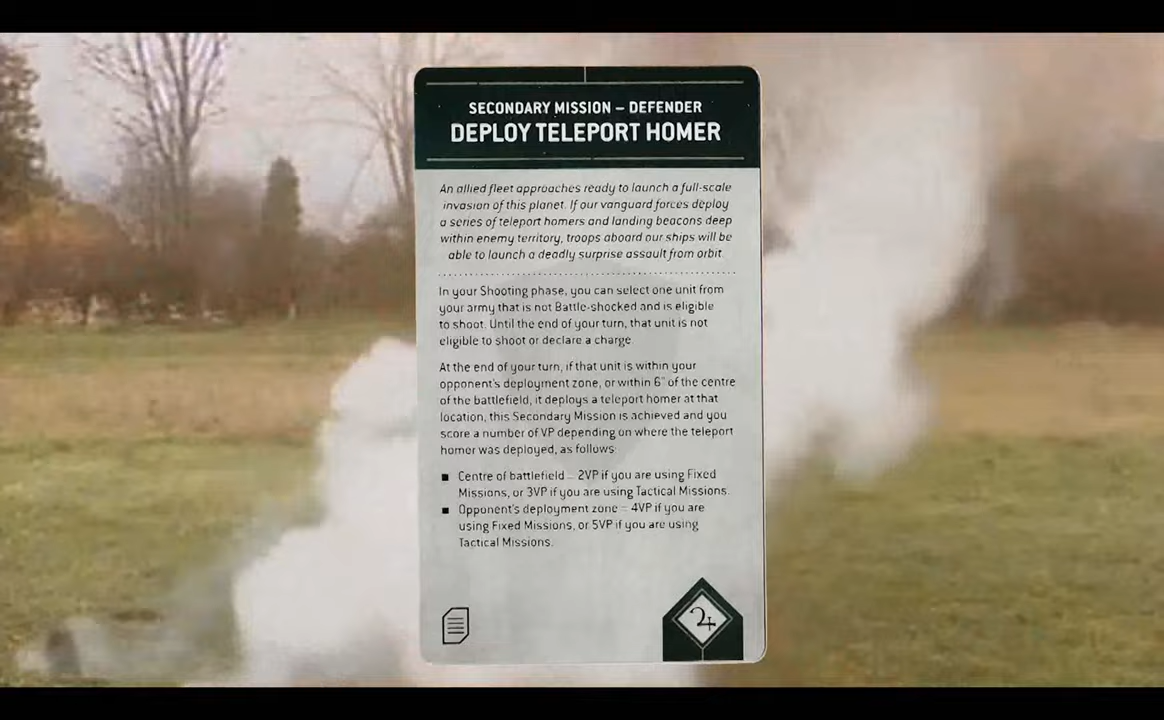 SECONDARY MISSION – DEFENDER
DEPLOY TELEPORT HOMER
An allied fleet approaches ready to launch a full-scale
invasion of this planet. If our vanguard forces deploy
a series of teleport homers and landing beacons deep
within enemy territory, troops aboard our ships will be
able to launch a deadly surprise assault from orbit.
In your Shooting phase, you can select one unit from
your army that is not Battle-shocked and is eligible
to shoot. Until the end of your turn, that unit is not
eligible to shoot or declare a charge.
At the end of your turn, if that unit is within your
opponent's deployment zone, or within 6" of the centre
of the battlefield, it deploys a teleport homer at that
location, this Secondary Mission is achieved and you
score a number of VP depending on where the teleport
homer was deployed, as follows:
■ Centre of battlefield – 2VP if you are using Fixed
Missions, or 3VP if you are using Tactical Missions.
■ Opponent's deployment zone – 4VP if you are
using Fixed Missions, or 5VP if you are using
Tactical Missions.